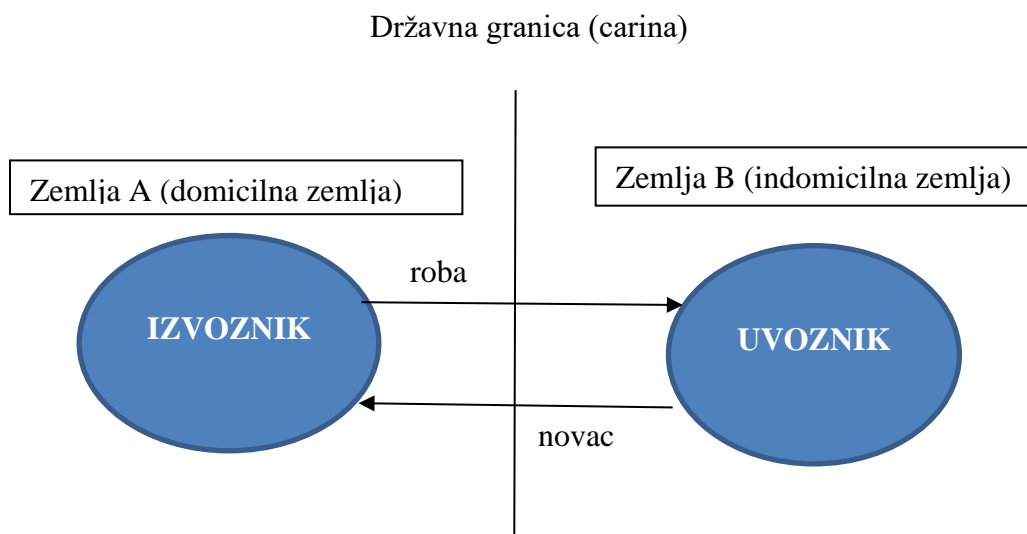 Državna granica (carina)
Zemlja A (domicilna zemlja)
Zemlja B (indomicilna zemlja)
roba
IZVOZNIK
UVOZNIK
novac